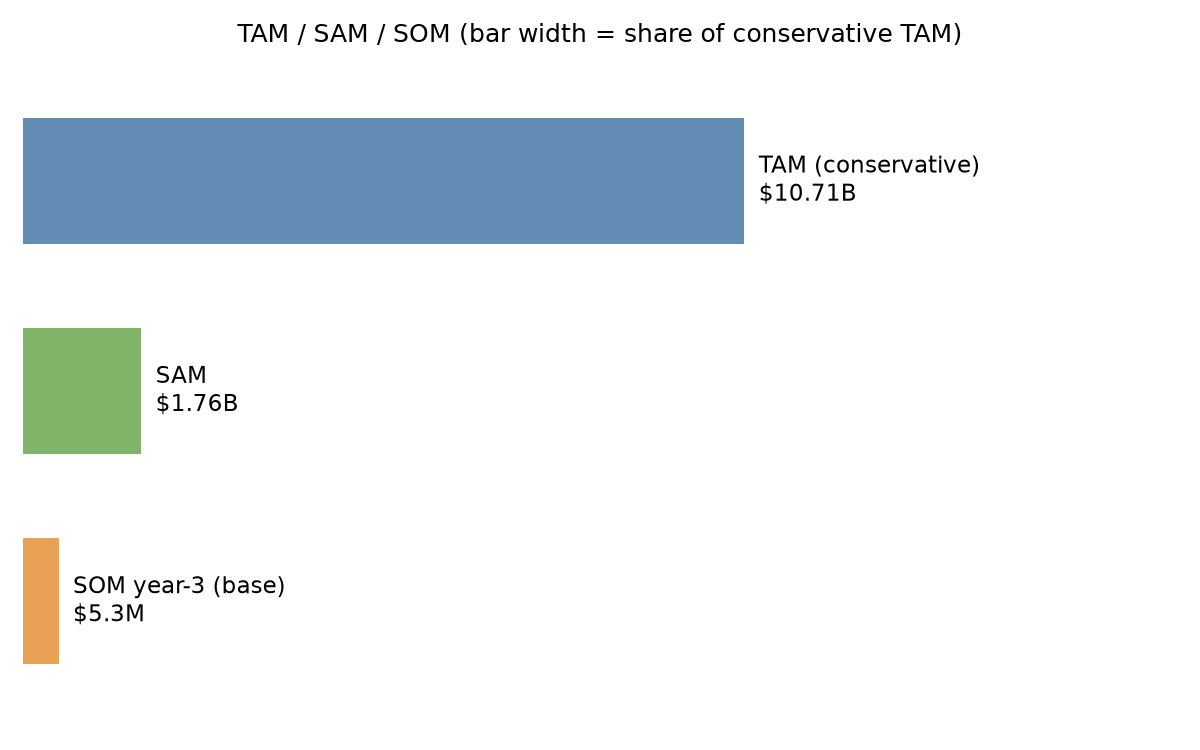 TAM / SAM / SOM (bar width = share of conservative TAM)
TAM (conservative)
$10.71B
SAM
$1.76B
SOM year-3 (base)
$5.3M